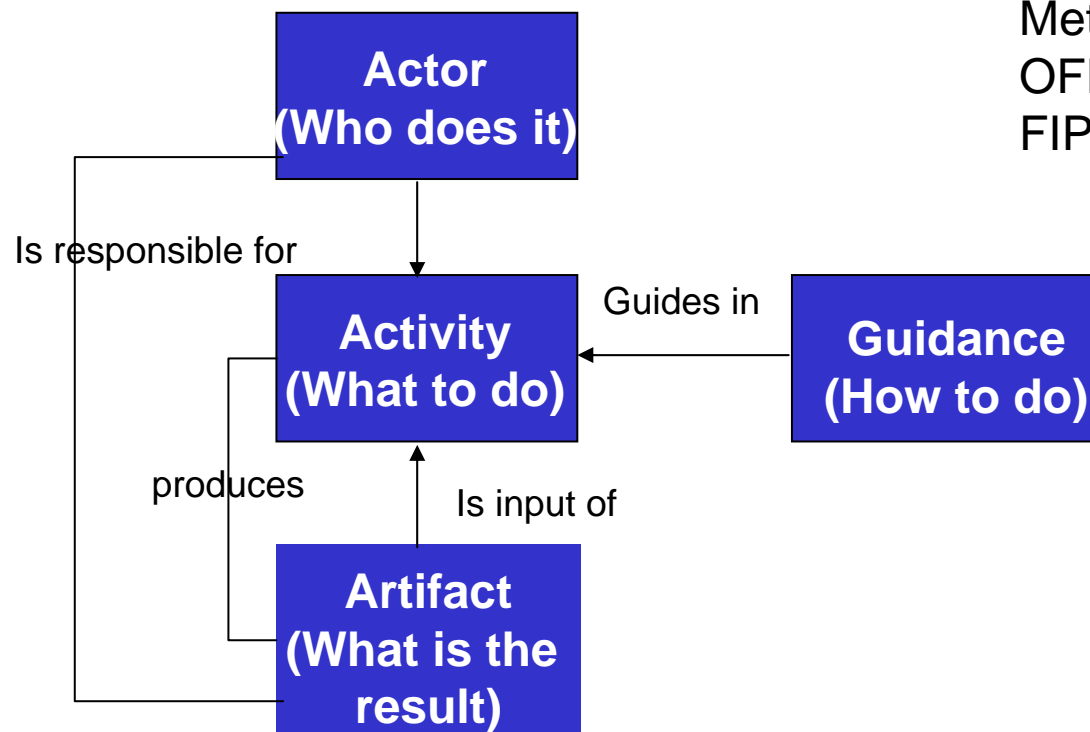 Actor
(Who does it)
Is responsible for
Activity
(What to do)
Guides in
Guidance
(How to do)
produces
Is input of
Artifact
(What is the
result)